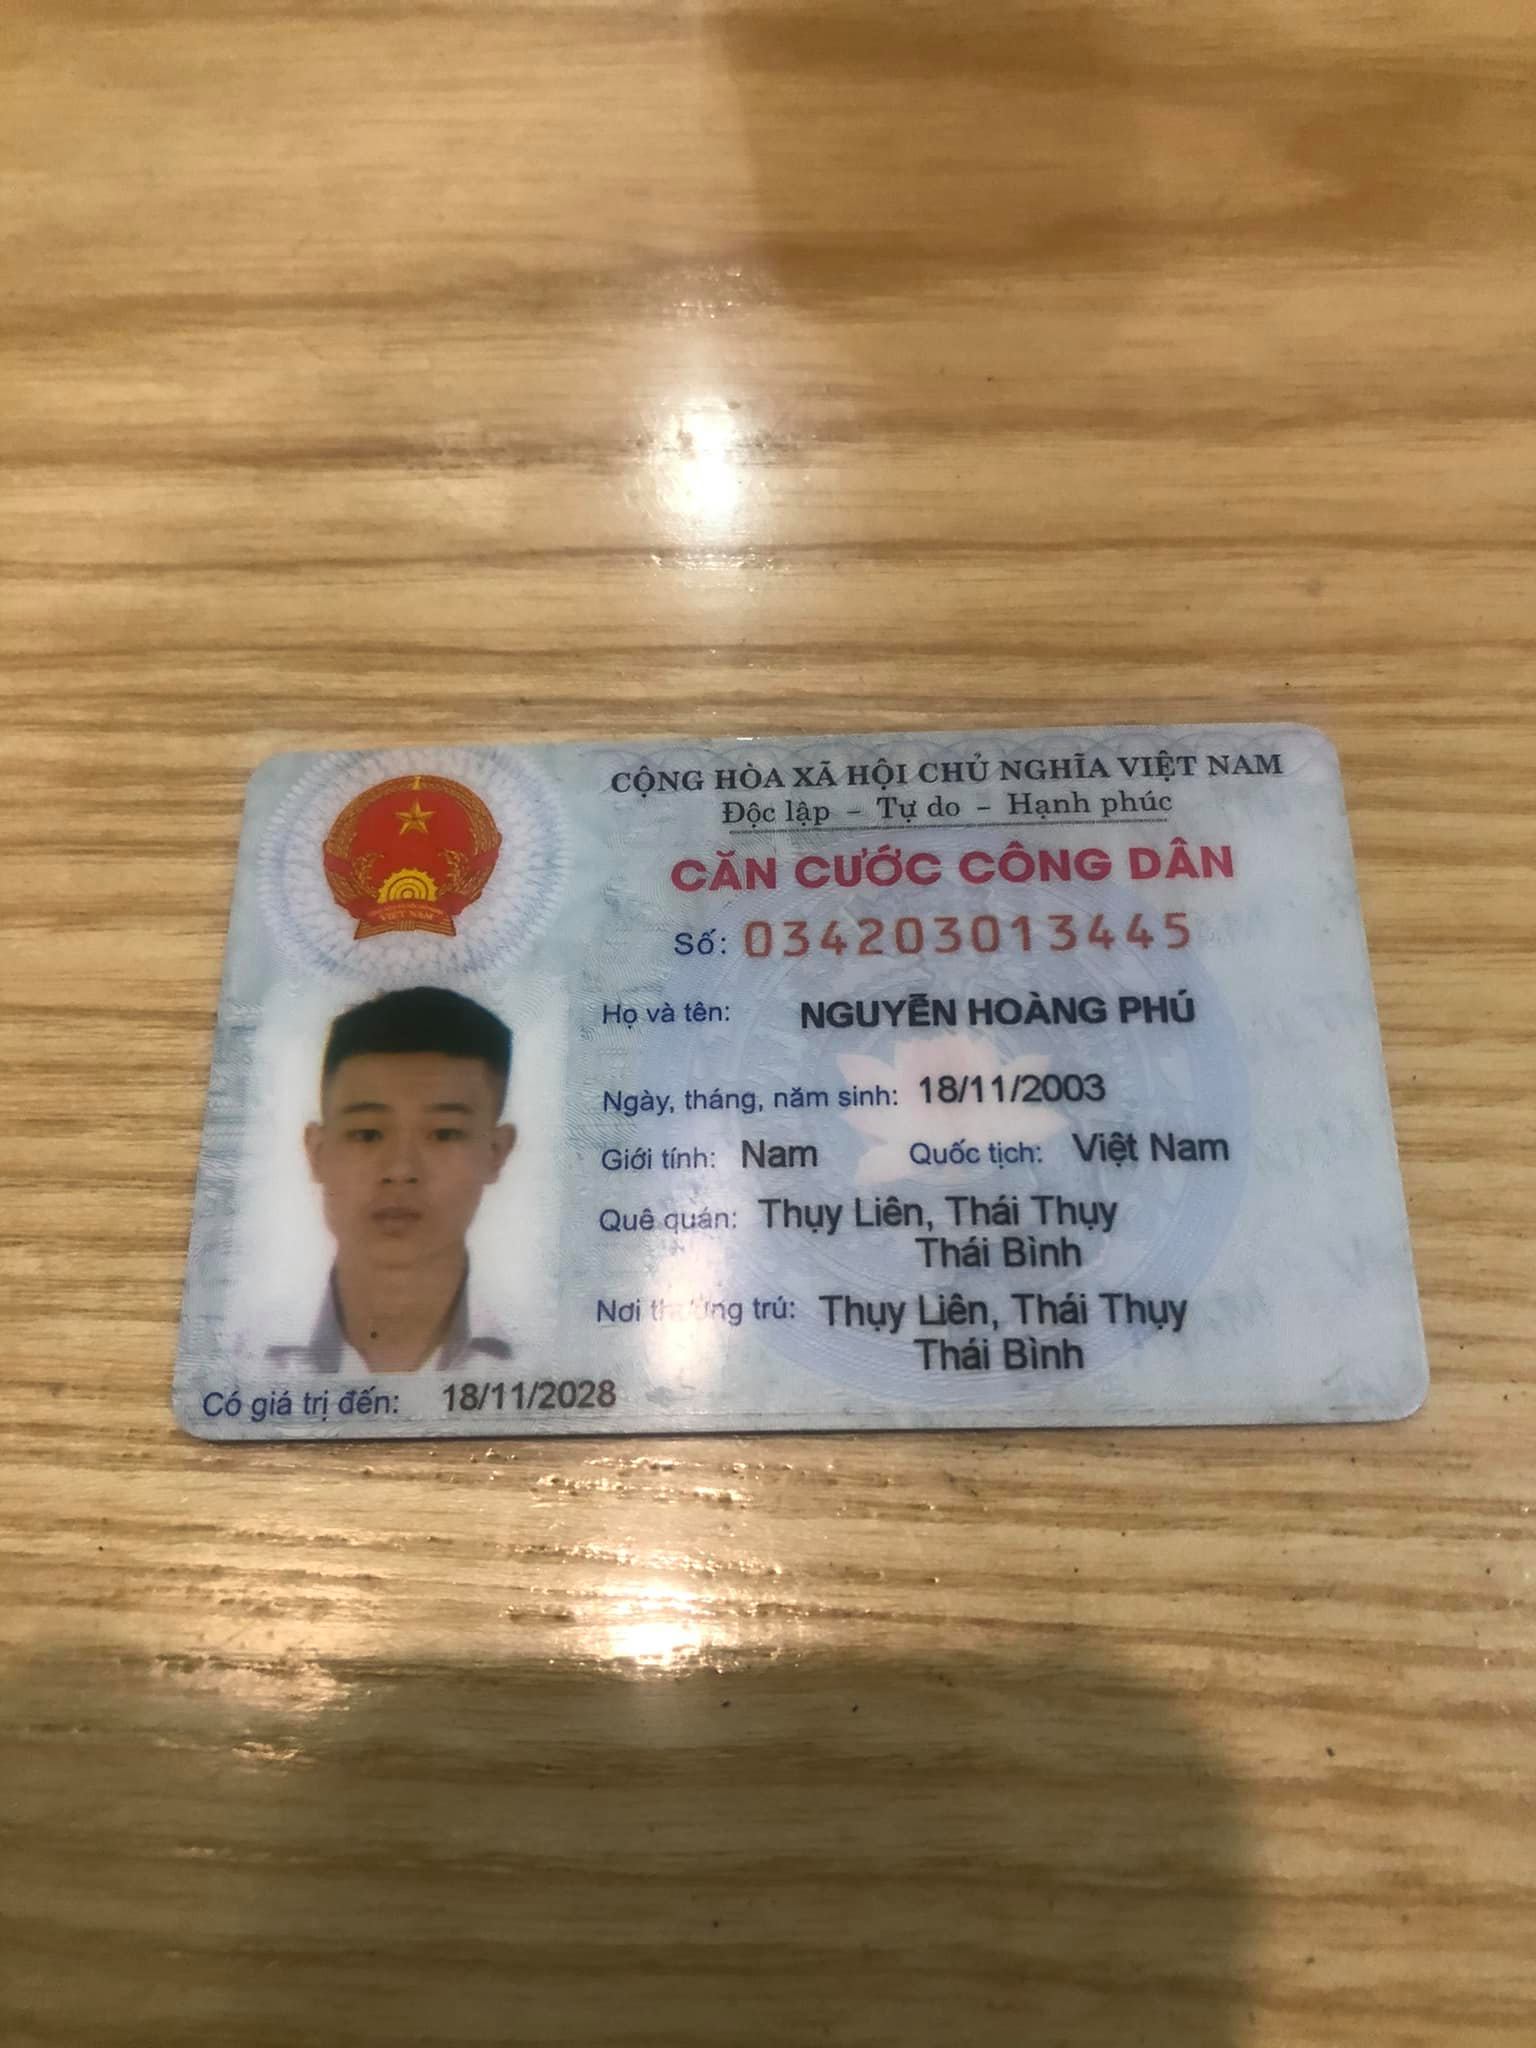 CỘNG HÒA XÃ HỘI CHỦ NGHĨA VIỆT NAM
Độc lập – Tự do – Hạnh phúc
CĂN CƯỚC CÔNG DÂN
Số: 034203013445
Họ và tên: NGUYỄN HOÀNG PHÚ
Ngày, tháng, năm sinh: 18/11/2003
Giới tính: Nam Quốc tịch: Việt Nam
Quê quán: Thụy Liên, Thái Thụy
Thái Bình
Nơi thường trú: Thụy Liên, Thái Thụy
Thái Bình
Có giá trị đến: 18/11/2028
VIỆT NAM